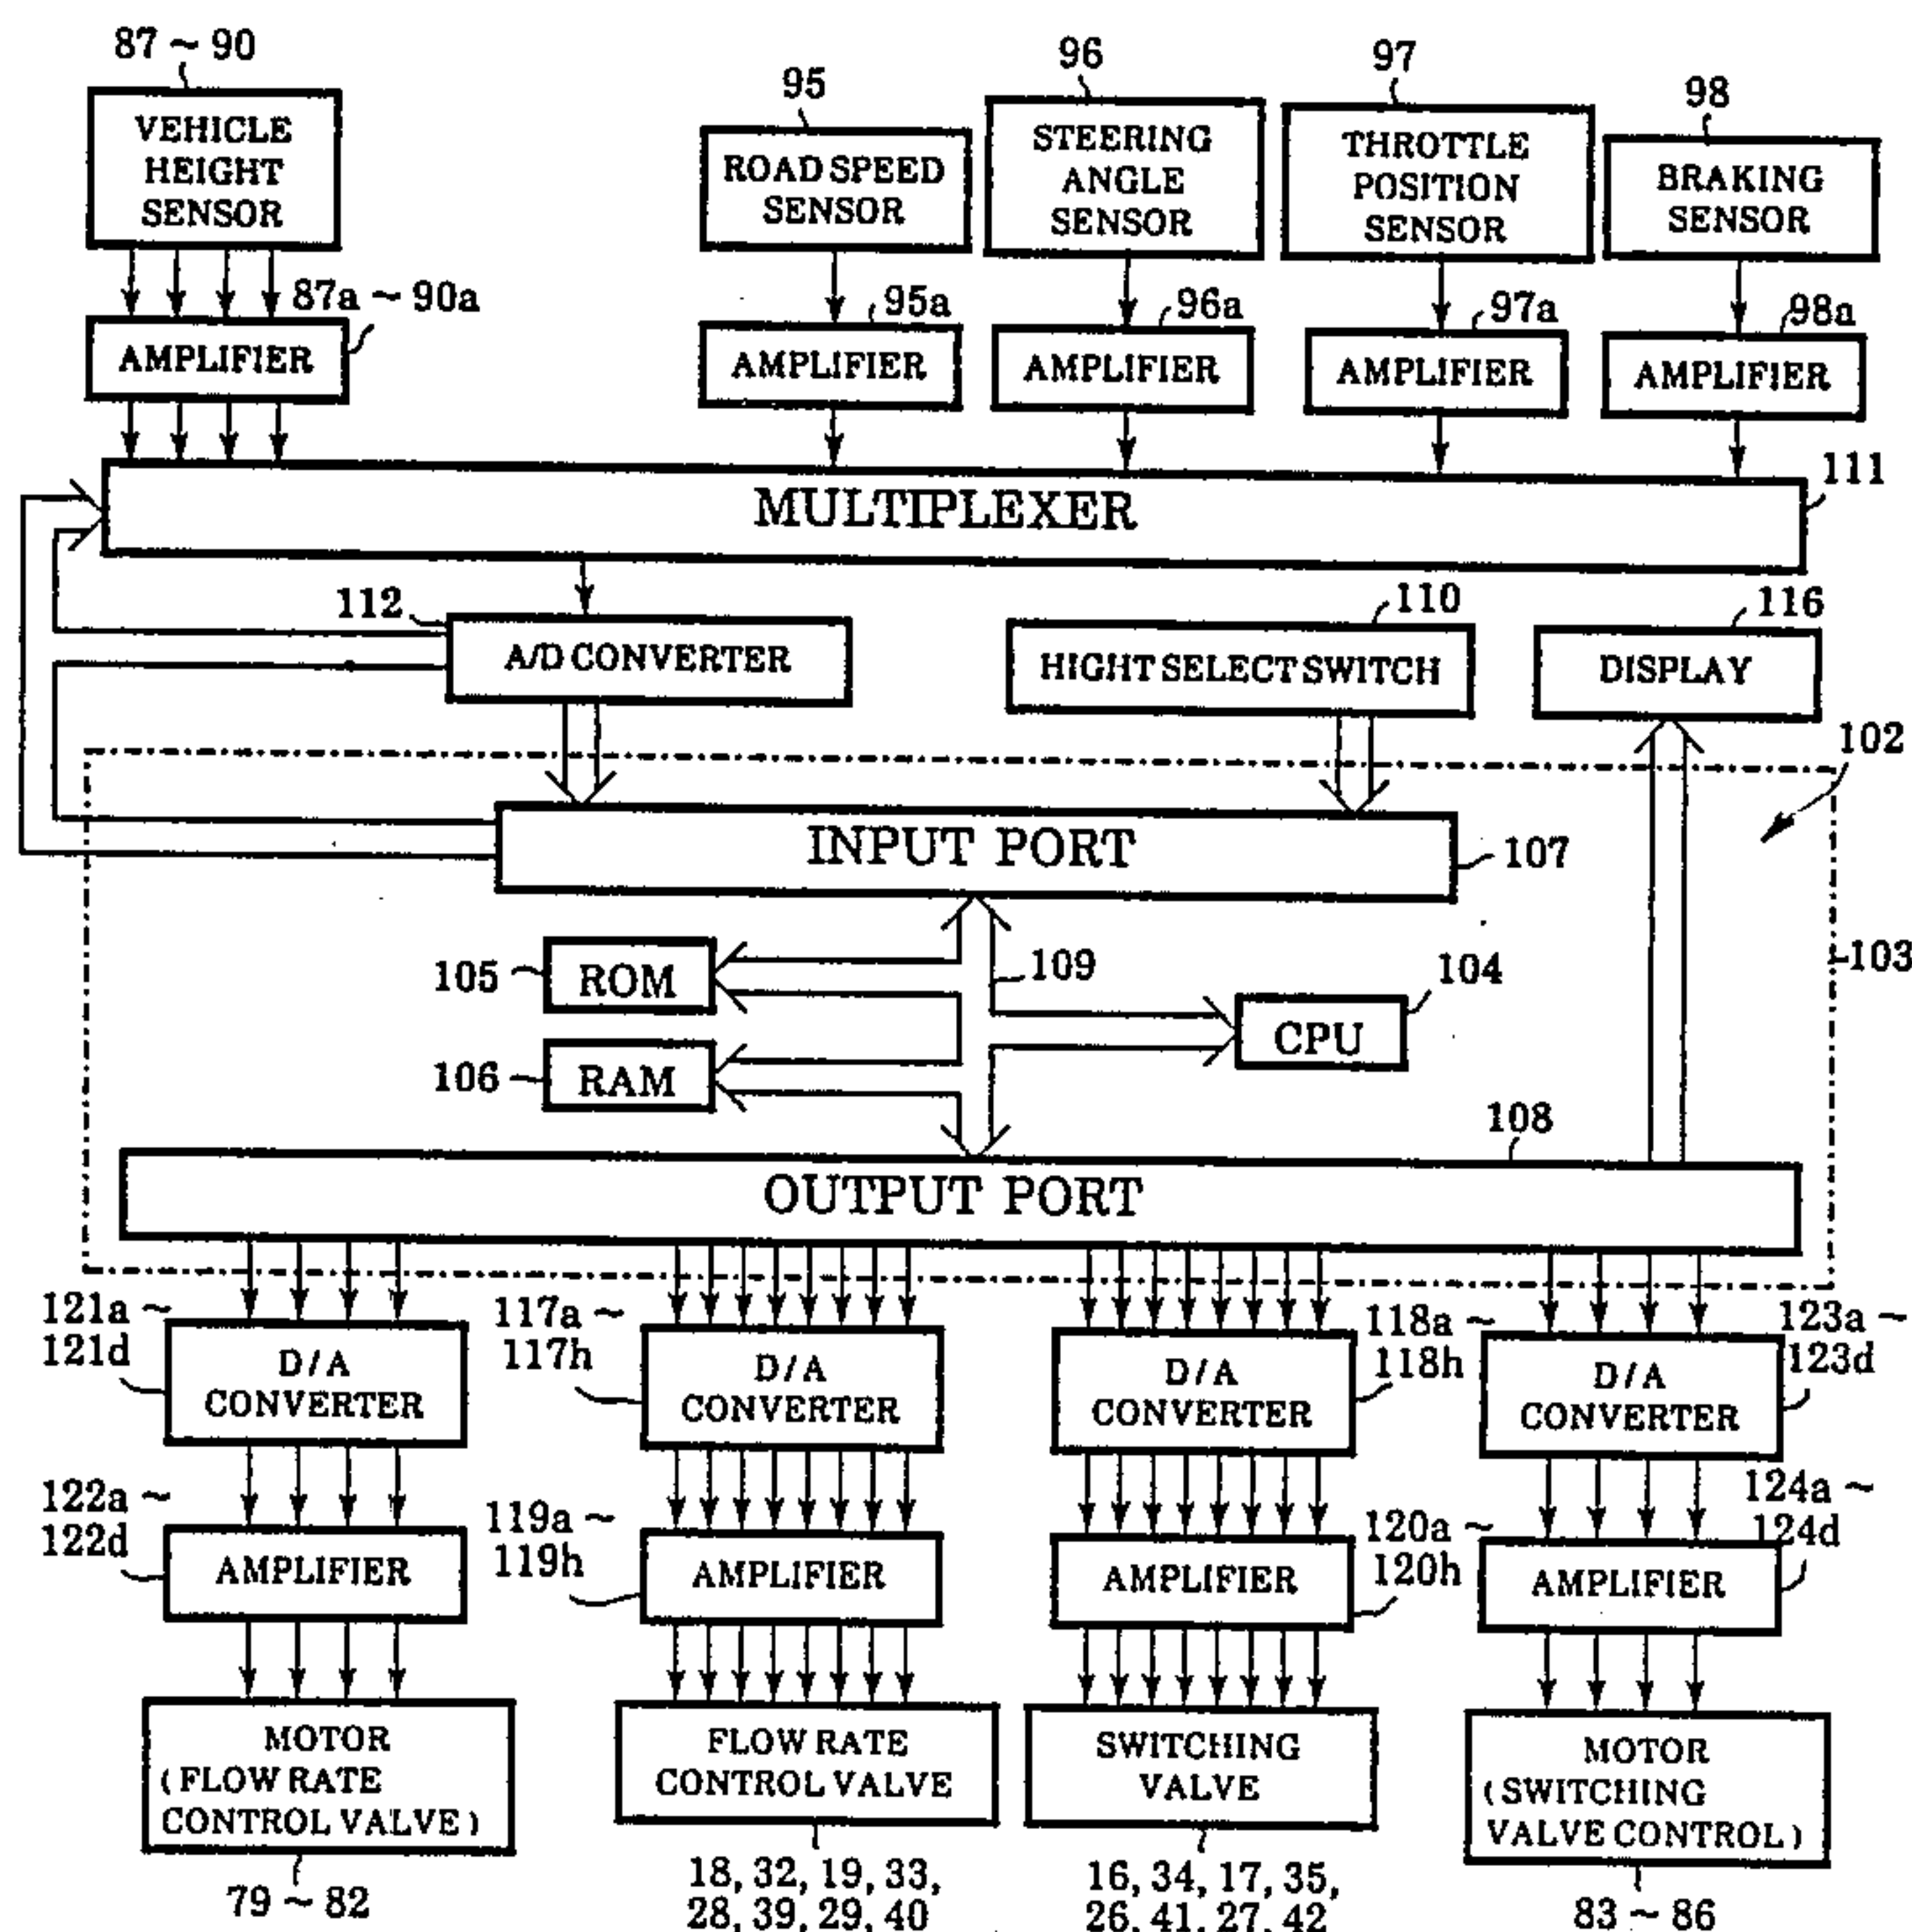 87 ~ 90
95
96
97
98
VEHICLE
HEIGHT
SENSOR
ROAD SPEED
SENSOR
STEERING
ANGLE
SENSOR
THROTTLE
POSITION
SENSOR
BRAKING
SENSOR
87a ~ 90a
95a
96a
97a
98a
AMPLIFIER
AMPLIFIER
AMPLIFIER
AMPLIFIER
AMPLIFIER
MULTIPLEXER
111
112
110
116
A/D CONVERTER
HIGHT SELECT SWITCH
DISPLAY
102
INPUT PORT
107
105
ROM
109
104
CPU
103
106
RAM
108
OUTPUT PORT
121a ~
121d
D/A
CONVERTER
117a ~
117h
D/A
CONVERTER
118a ~
118h
D/A
CONVERTER
123a ~
123d
D/A
CONVERTER
122a ~
122d
AMPLIFIER
119a ~
119h
AMPLIFIER
120a ~
120h
AMPLIFIER
124a ~
124d
AMPLIFIER
MOTOR
(FLOW RATE
CONTROL VALVE)
FLOW RATE
CONTROL VALVE
SWITCHING
VALVE
MOTOR
(SWITCHING
VALVE CONTROL)
79 ~ 82
18, 32, 19, 33,
28, 39, 29, 40
16, 34, 17, 35,
26, 41, 27, 42
83 ~ 86